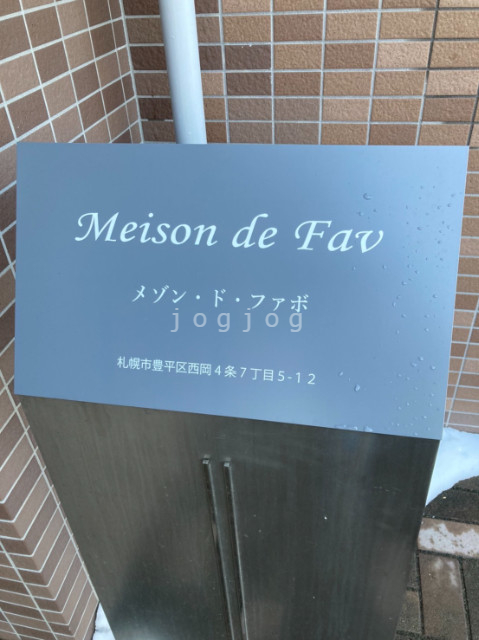 Meison de Fav
メゾン・ド・ファボ
jogjog
札幌市豊平区西岡４条７丁目５-１２